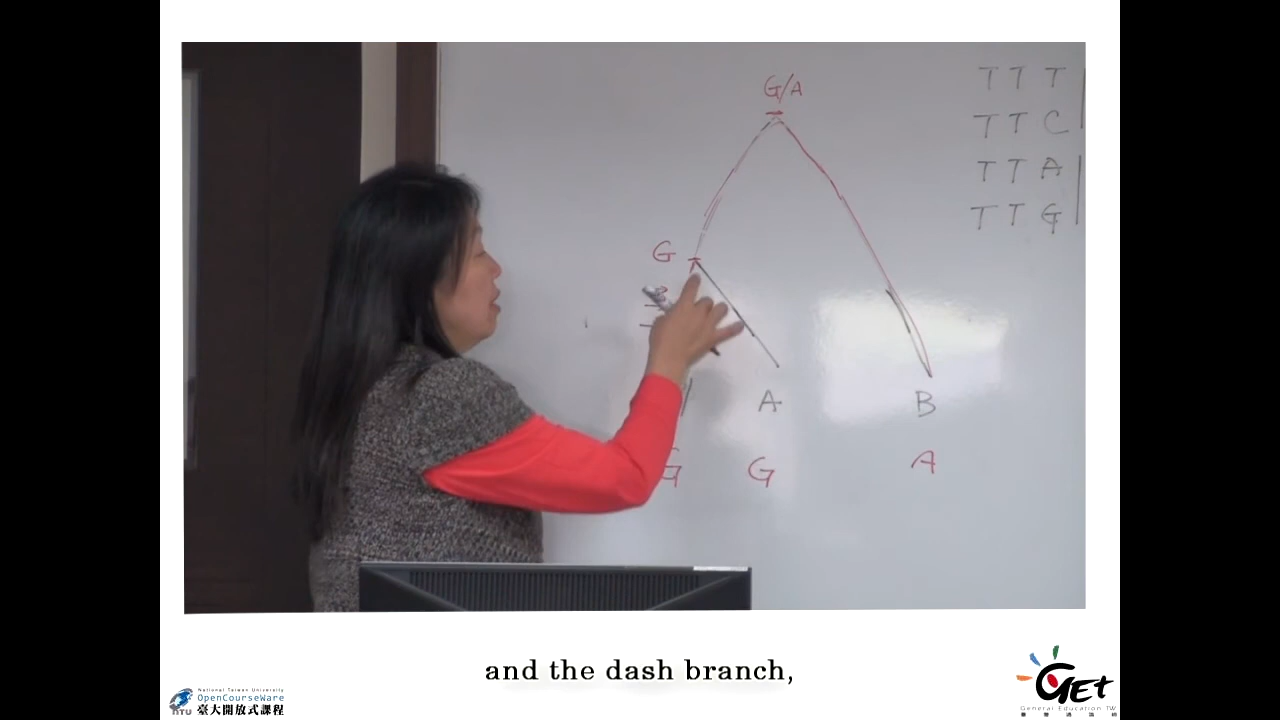 G/A
T T T
T T C
T T A
T T G
G
A
B
G
G
A
and the dash branch,
National Taiwan University
OpenCourseWare
臺大開放式課程
NTU
GET
General Education TW